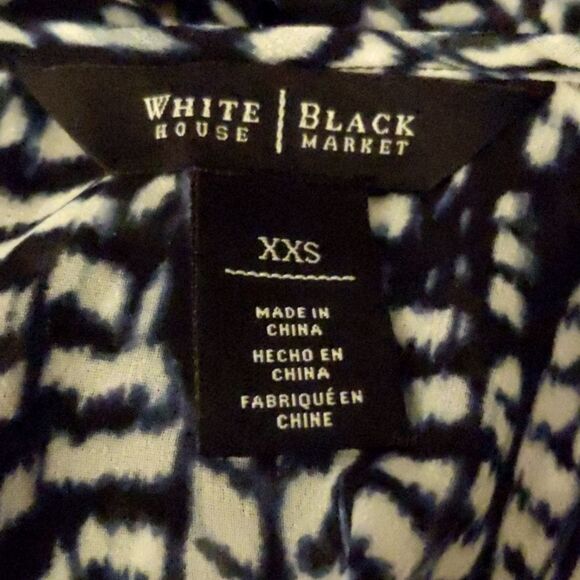 WHITE | BLACK
HOUSE | MARKET
XXS
MADE IN
CHINA
HECHO EN
CHINA
FABRIQUÉ EN
CHINE